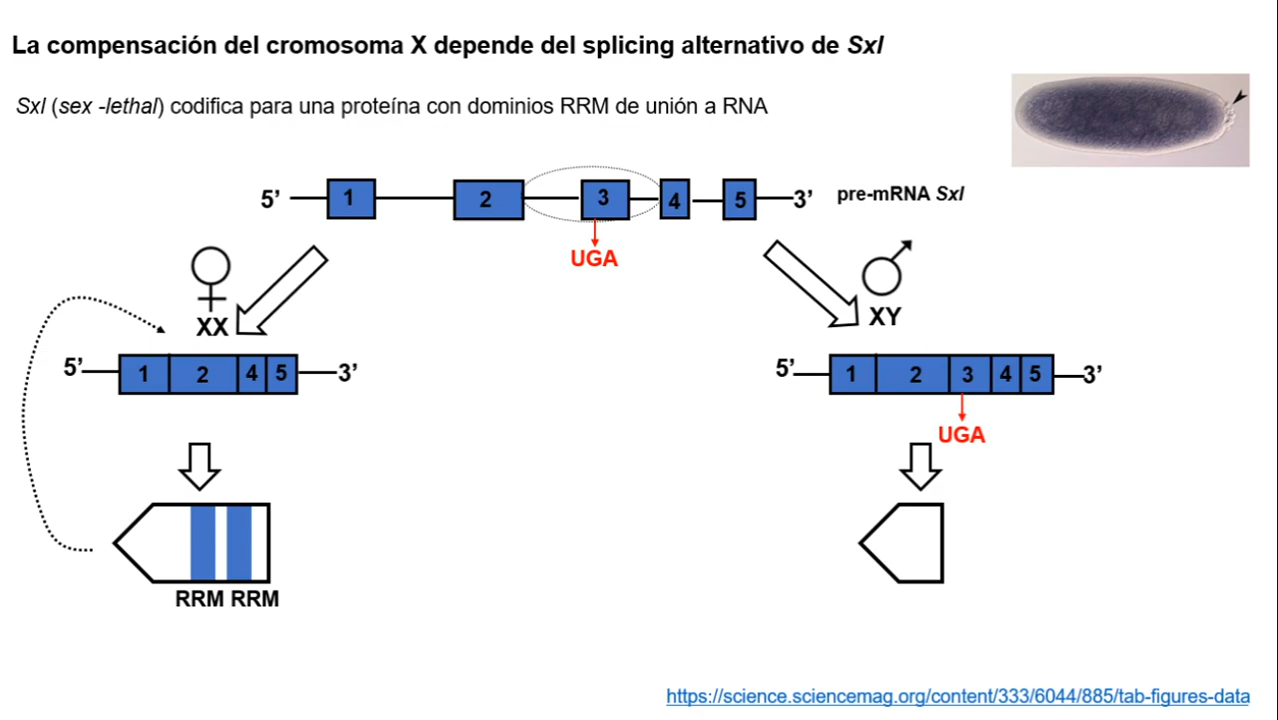 La compensación del cromosoma X depende del splicing alternativo de Sxl
Sxl (sex -lethal) codifica para una proteína con dominios RRM de unión a RNA
5' 1 2 3 4 5 3' pre-mRNA Sxl
UGA
XX
XY
5' 1 2 4 5 3'
5' 1 2 3 4 5 3'
UGA
RRM RRM
https://science.sciencemag.org/content/333/6044/885/tab-figures-data